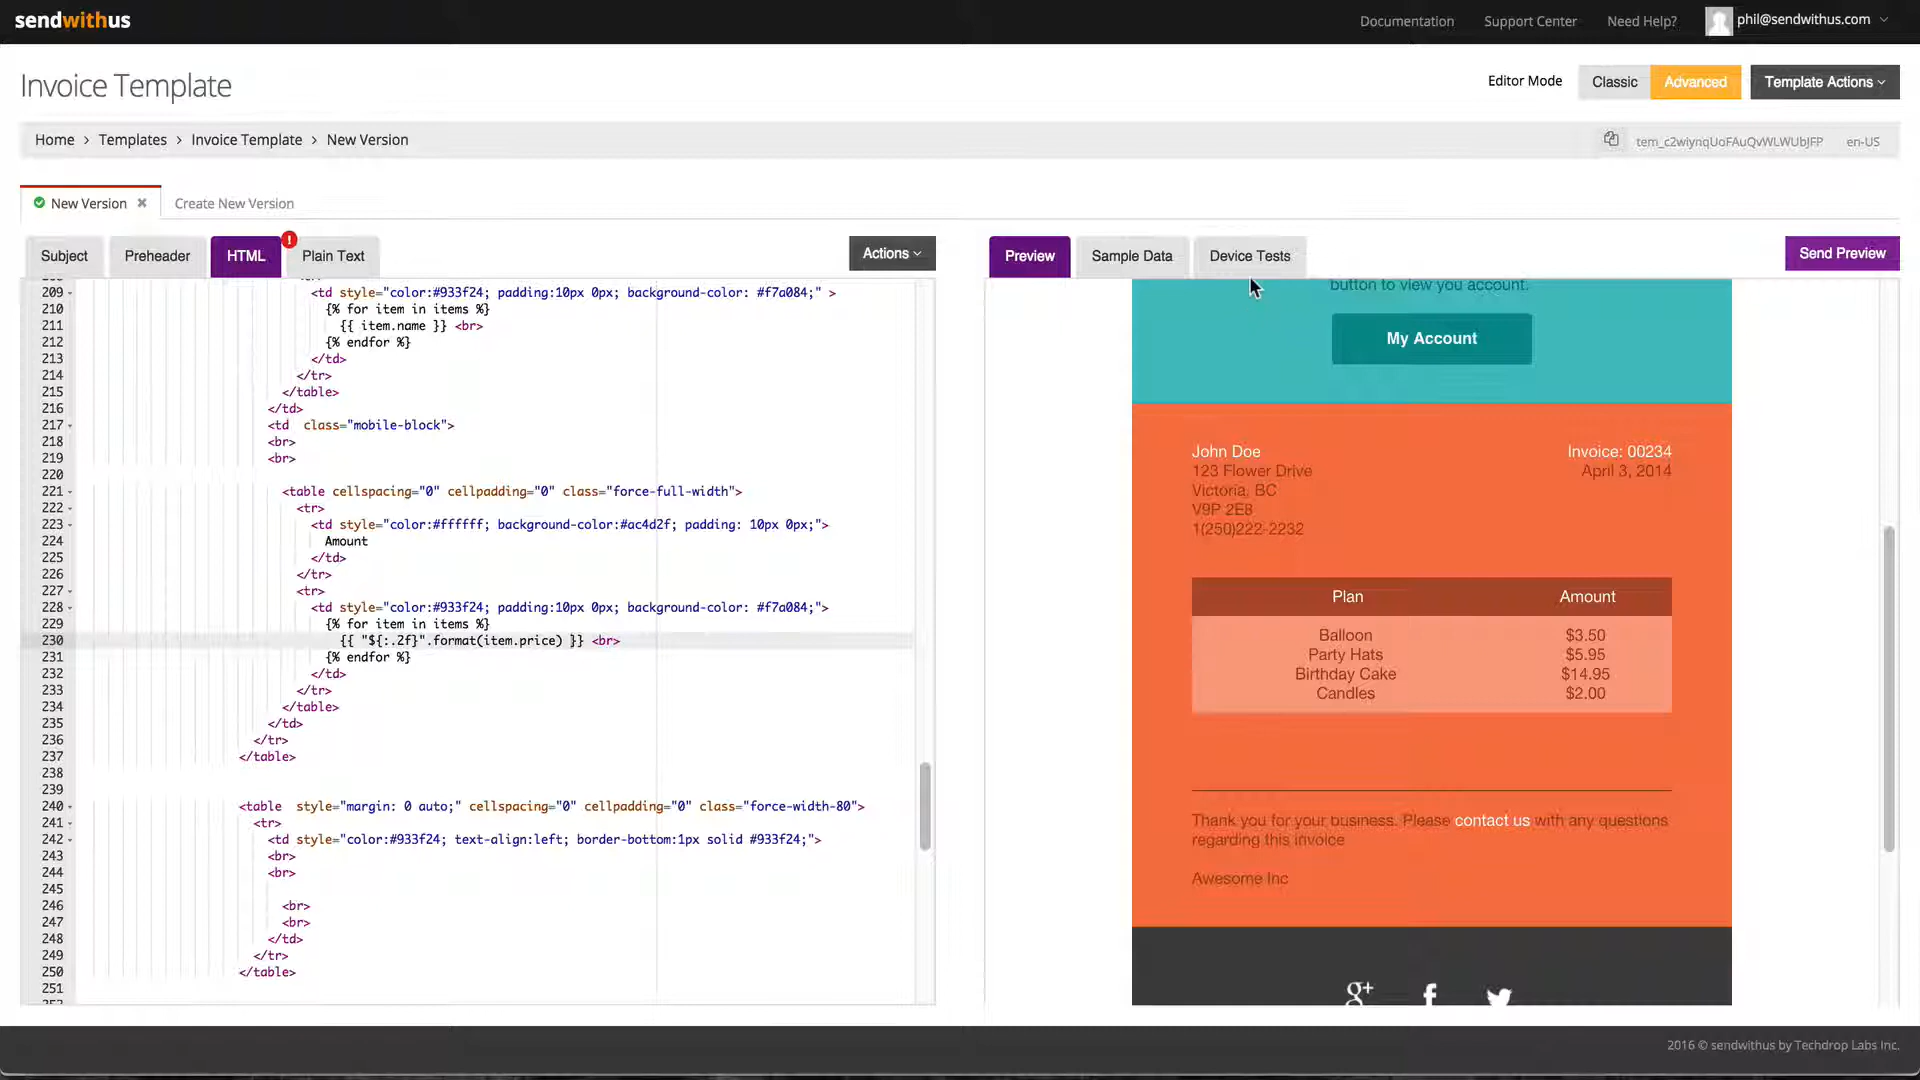 sendwithus
Documentation
Support Center
Need Help?
phil@sendwithus.com
Invoice Template
Editor Mode
Classic
Advanced
Template Actions
Home > Templates > Invoice Template > New Version
tem_c2wiynqUoFAuQvWLWUbJFP
en-US
New Version ✖
Create New Version
Subject
Preheader
HTML
!
Plain Text
Actions
209 <td style="color:#933f24; padding:10px 0px; background-color: #f7a084;" >
210 {% for item in items %}
211 {{ item.name }} <br>
212 {% endfor %}
213 </td>
214 </tr>
215 </table>
216 </td>
217 <td class="mobile-block">
218 <br>
219 <br>
220
221 <table cellspacing="0" cellpadding="0" class="force-full-width">
222 <tr>
223 <td style="color:#ffffff; background-color:#ac4d2f; padding: 10px 0px;">
224 Amount
225 </td>
226 </tr>
227 <tr>
228 <td style="color:#933f24; padding:10px 0px; background-color: #f7a084;">
229 {% for item in items %}
230 {{ "${:.2f}".format(item.price) }} <br>
231 {% endfor %}
232 </td>
233 </tr>
234 </table>
235 </td>
236 </tr>
237 </table>
238
239
240 <table style="margin: 0 auto;" cellspacing="0" cellpadding="0" class="force-width-80">
241 <tr>
242 <td style="color:#933f24; text-align:left; border-bottom:1px solid #933f24;">
243 <br>
244 <br>
245
246 <br>
247 <br>
248 </td>
249 </tr>
250 </table>
251
Preview
Sample Data
Device Tests
Send Preview
button to view you account.
My Account
John Doe
123 Flower Drive
Victoria, BC
V9P 2E8
1(250)222-2232
Invoice: 00234
April 3, 2014
Plan Amount
Balloon $3.50
Party Hats $5.95
Birthday Cake $14.95
Candles $2.00
Thank you for your business. Please contact us with any questions
regarding this invoice
Awesome Inc
g+ f
2016 © sendwithus by Techdrop Labs Inc.